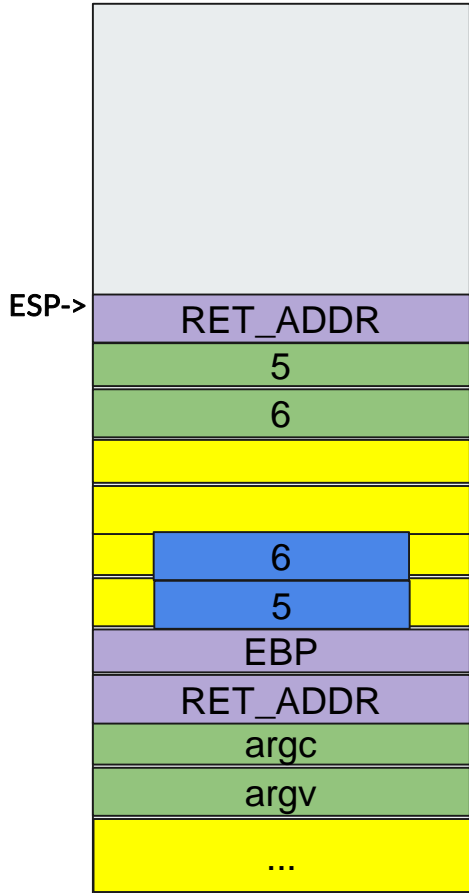 ESP->
RET_ADDR
5
6
6
5
EBP
RET_ADDR
argc
argv
...